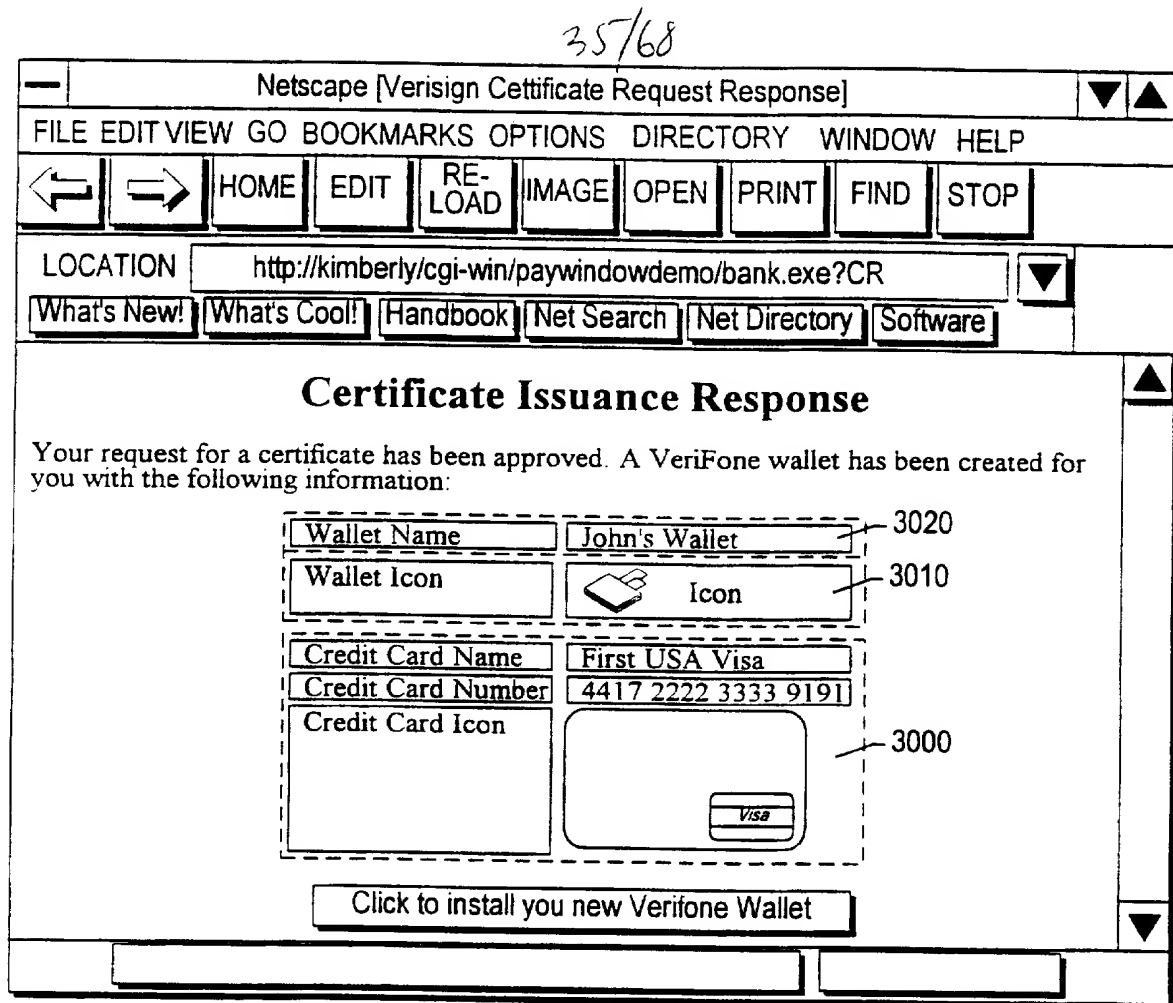 35/68
Netscape [Verisign Cettificate Request Response]
FILE EDIT VIEW GO BOOKMARKS OPTIONS DIRECTORY WINDOW HELP
HOME EDIT RE-LOAD IMAGE OPEN PRINT FIND STOP
LOCATION http://kimberly/cgi-win/paywindowdemo/bank.exe?CR
What's New! What's Cool! Handbook Net Search Net Directory Software
Certificate Issuance Response
Your request for a certificate has been approved. A VeriFone wallet has been created for
you with the following information:
Wallet Name John's Wallet 3020
Wallet Icon Icon 3010
Credit Card Name First USA Visa
Credit Card Number 4417 2222 3333 9191
Credit Card Icon 3000
Visa
Click to install you new Verifone Wallet